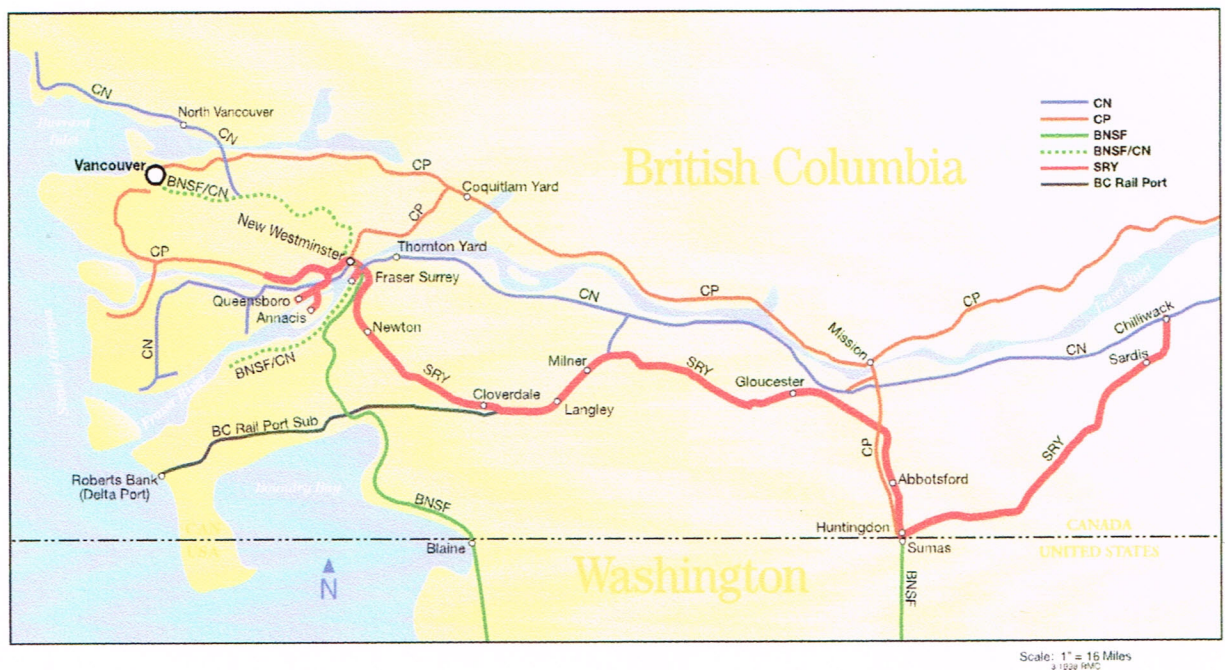 CN
North Vancouver
CN
Vancouver
BNSF/CN
CP
Coquitlam Yard
CP
New Westminster
Thornton Yard
Fraser Surrey
CP
Queensboro
Annacis
CN
BNSF/CN
Newton
SRY
Cloverdale
Langley
Milner
SRY
Gloucester
CN
CP
Mission
CP
CN
Chilliwack
Sardis
SRY
CP
Abbotsford
Huntingdon
Sumas
BNSF
BC Rail Port Sub
Roberts Bank
(Delta Port)
BNSF
Blaine
British Columbia
Washington
CAN
USA
CANADA
UNITED STATES
N
CN
CP
BNSF
BNSF/CN
SRY
BC Rail Port
Scale: 1" = 16 Miles